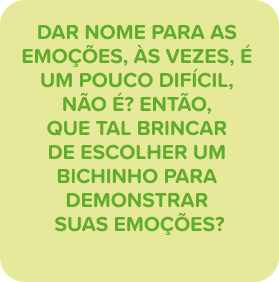 DAR NOME PARA AS
EMOÇÕES, ÀS VEZES, É
UM POUCO DIFÍCIL,
NÃO É? ENTÃO,
QUE TAL BRINCAR
DE ESCOLHER UM
BICHINHO PARA
DEMONSTRAR
SUAS EMOÇÕES?